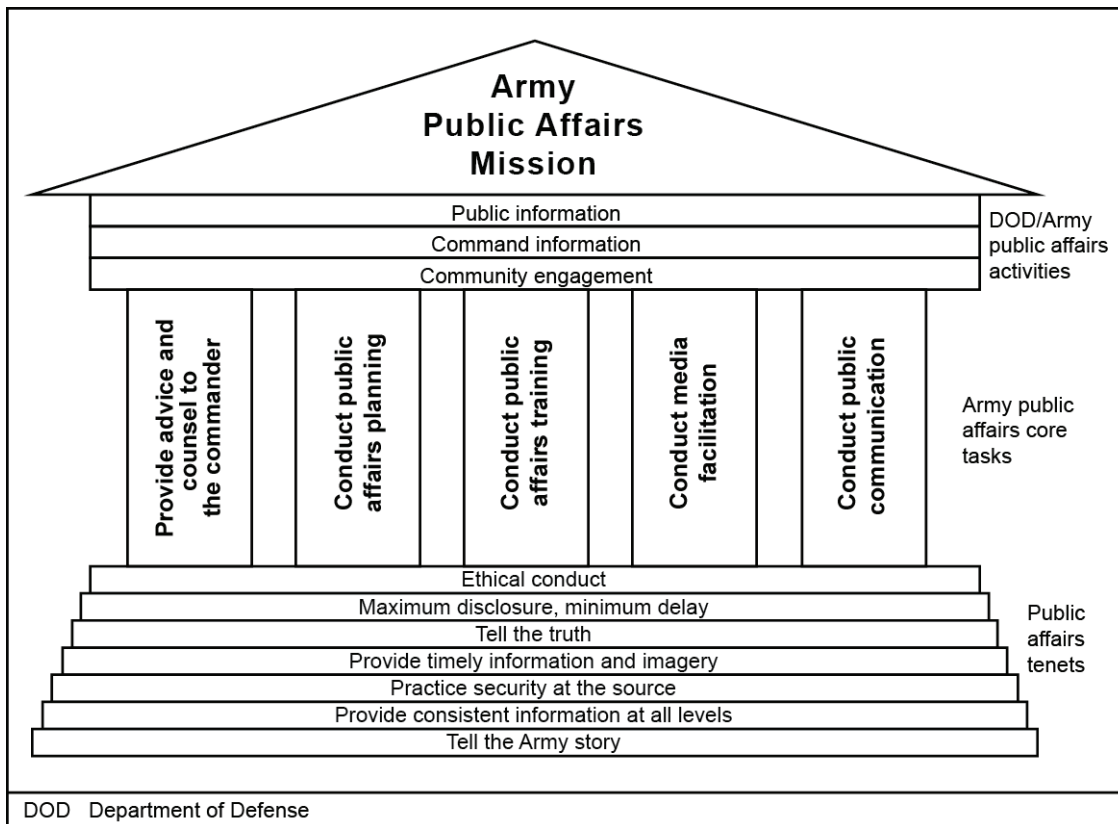 Army
Public Affairs
Mission
Public information
Command information
Community engagement
DOD/Army
public affairs
activities
Provide advice and
counsel to
the commander
Conduct public
affairs planning
Conduct public
affairs training
Conduct media
facilitation
Conduct public
communication
Army public
affairs core
tasks
Ethical conduct
Maximum disclosure, minimum delay
Tell the truth
Provide timely information and imagery
Practice security at the source
Provide consistent information at all levels
Tell the Army story
Public
affairs
tenets
DOD Department of Defense